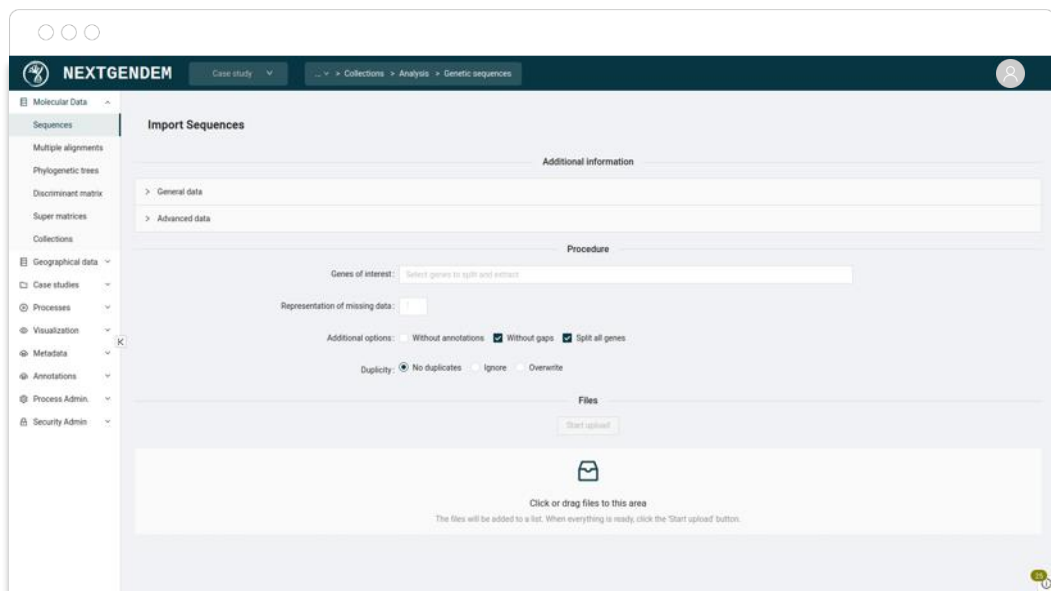 NEXTGENDEM
Case study
... > Collections > Analysis > Genetic sequences
Molecular Data
Sequences
Multiple alignments
Phylogenetic trees
Discriminant matrix
Super matrices
Collections
Geographical data
Case studies
Processes
Visualization
Metadata
Annotations
Process Admin.
Security Admin
Import Sequences
Additional information
> General data
> Advanced data
Procedure
Genes of interest: Select genes to split and extract
Representation of missing data:
Additional options: Without annotations Without gaps Split all genes
Duplicity: No duplicates Ignore Overwrite
Files
Start upload
Click or drag files to this area
The files will be added to a list. When everything is ready, click the 'Start upload' button.
25